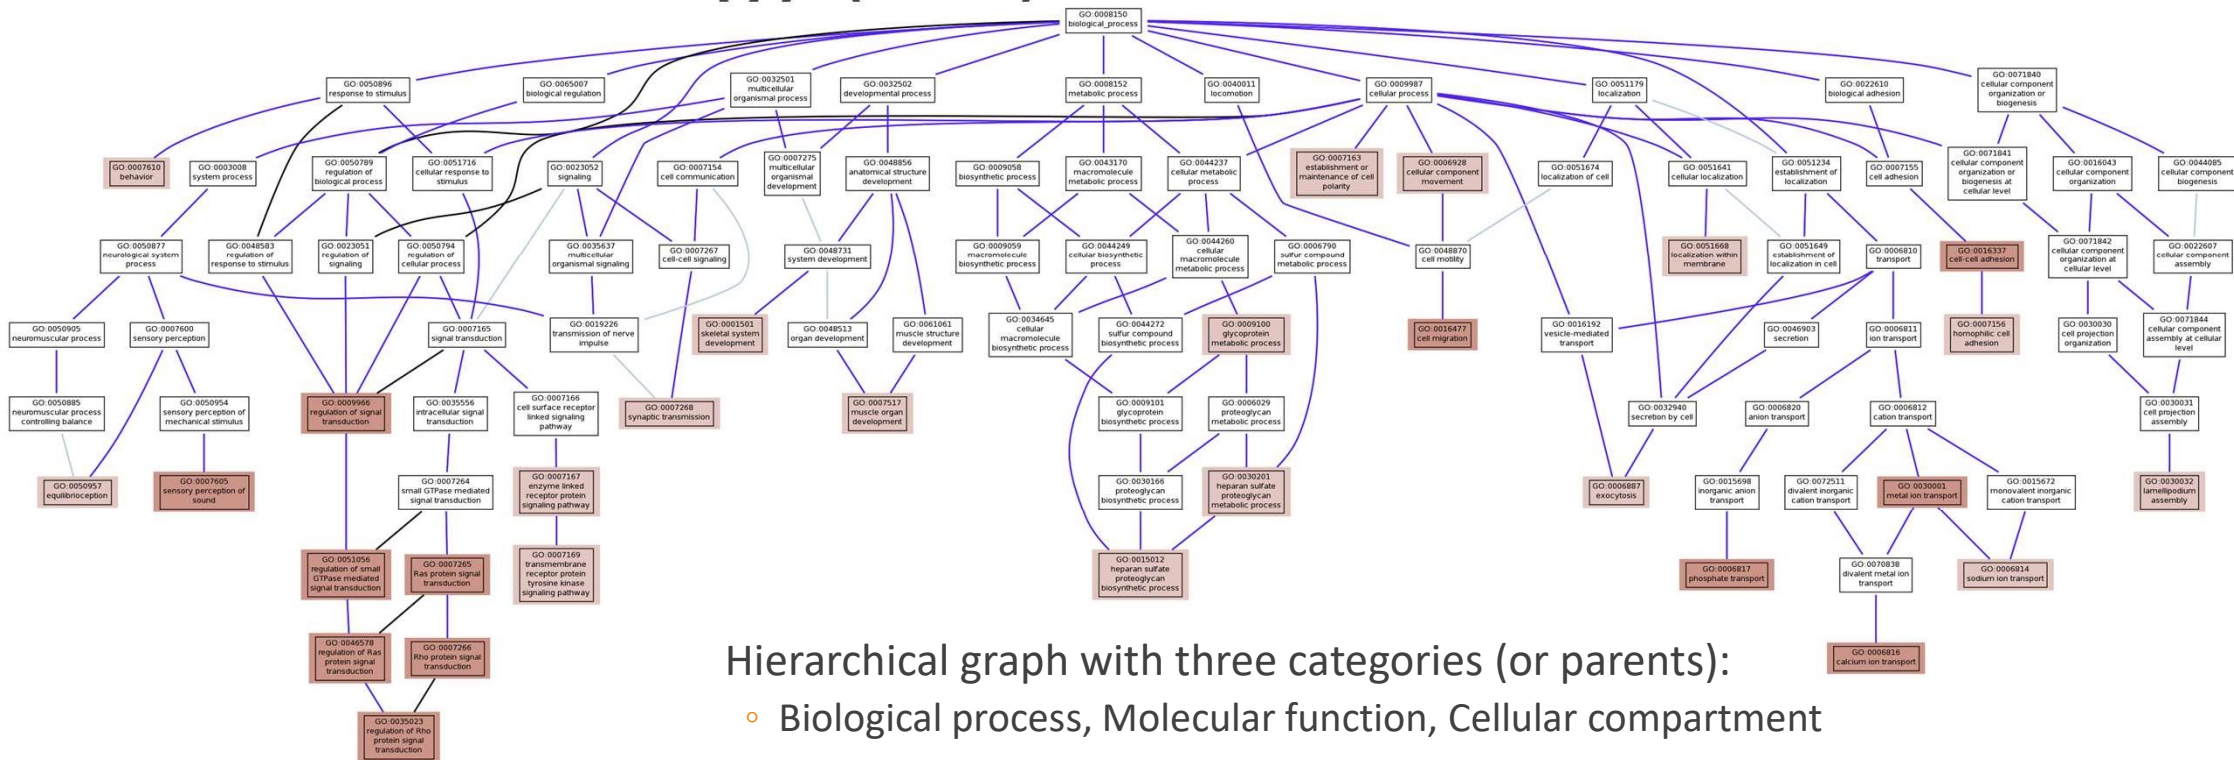 GO:0008150
biological_process
GO:0050896
response to stimulus
GO:0065007
biological regulation
GO:0032501
multicellular
organismal process
GO:0032502
developmental process
GO:0008152
metabolic process
GO:0040011
locomotion
GO:0009987
cellular process
GO:0051179
localization
GO:0022610
biological adhesion
GO:0071840
cellular component
organization or
biogenesis
GO:0007610
behavior
GO:0003008
system process
GO:0050789
regulation of
biological process
GO:0051716
cellular response to
stimulus
GO:0023052
signaling
GO:0007154
cell communication
GO:0007275
multicellular
organismal
development
GO:0048856
anatomical structure
development
GO:0009058
biosynthetic process
GO:0043170
macromolecule
metabolic process
GO:0044237
cellular metabolic
process
GO:0007163
establishment or
maintenance of cell
polarity
GO:0006928
cellular component
movement
GO:0051674
localization of cell
GO:0051641
cellular localization
GO:0051234
establishment of
localization
GO:0007155
cell adhesion
GO:0071841
cellular component
organization or
biogenesis at
cellular level
GO:0016043
cellular component
organization
GO:0044085
cellular component
biogenesis
GO:0050877
neurological system
process
GO:0048583
regulation of
response to stimulus
GO:0023051
regulation of
signaling
GO:0050794
regulation of
cellular process
GO:0035637
multicellular
organismal signaling
GO:0007267
cell-cell signaling
GO:0048731
system development
GO:0009059
macromolecule
biosynthetic process
GO:0044249
cellular biosynthetic
process
GO:0044260
cellular
macromolecule
metabolic process
GO:0006790
sulfur compound
metabolic process
GO:0048870
cell motility
GO:0051668
localization within
membrane
GO:0051649
establishment of
localization in cell
GO:0006810
transport
GO:0016337
cell-cell adhesion
GO:0071842
cellular component
organization at
cellular level
GO:0022607
cellular component
assembly
GO:0050905
neuromuscular process
GO:0007600
sensory perception
GO:0007165
signal transduction
GO:0019226
transmission of nerve
impulse
GO:0001501
skeletal system
development
GO:0048513
organ development
GO:0061061
muscle structure
development
GO:0034645
cellular
macromolecule
biosynthetic process
GO:0044272
sulfur compound
biosynthetic process
GO:0009100
glycoprotein
metabolic process
GO:0016477
cell migration
GO:0016192
vesicle-mediated
transport
GO:0046903
secretion
GO:0006811
ion transport
GO:0007156
homophilic cell
adhesion
GO:0030030
cell projection
organization
GO:0071844
cellular component
assembly at cellular
level
GO:0050885
neuromuscular process
controlling balance
GO:0050954
sensory perception of
mechanical stimulus
GO:0009966
regulation of signal
transduction
GO:0035556
intracellular signal
transduction
GO:0007166
cell surface receptor
linked signaling
pathway
GO:0007268
synaptic transmission
GO:0007517
muscle organ
development
GO:0009101
glycoprotein
biosynthetic process
GO:0006029
proteoglycan
metabolic process
GO:0032940
secretion by cell
GO:0006820
anion transport
GO:0006812
cation transport
GO:0030031
cell projection
assembly
GO:0050957
equilibrioception
GO:0007605
sensory perception of
sound
GO:0007264
small GTPase mediated
signal transduction
GO:0007167
enzyme linked
receptor protein
signaling pathway
GO:0030166
proteoglycan
biosynthetic process
GO:0030201
heparan sulfate
proteoglycan
metabolic process
GO:0006887
exocytosis
GO:0015698
inorganic anion
transport
GO:0072511
divalent inorganic
cation transport
GO:0030001
metal ion transport
GO:0015672
monovalent inorganic
cation transport
GO:0030032
lamellipodium
assembly
GO:0051056
regulation of small
GTPase mediated
signal transduction
GO:0007265
Ras protein signal
transduction
GO:0007169
transmembrane
receptor protein
tyrosine kinase
signaling pathway
GO:0015012
heparan sulfate
proteoglycan
biosynthetic process
GO:0006817
phosphate transport
GO:0070838
divalent metal ion
transport
GO:0006814
sodium ion transport
GO:0046578
regulation of Ras
protein signal
transduction
GO:0007266
Rho protein signal
transduction
GO:0006816
calcium ion transport
GO:0035023
regulation of Rho
protein signal
transduction
Hierarchical graph with three categories (or parents):
◦ Biological process, Molecular function, Cellular compartment